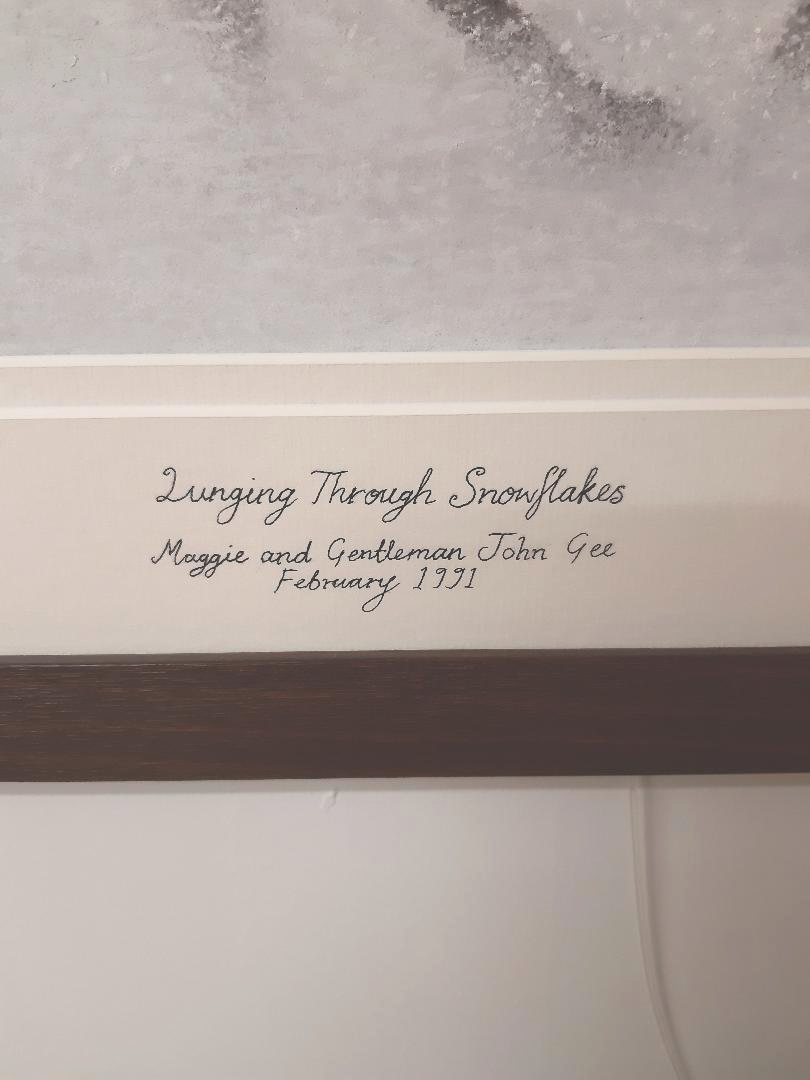 Lunging Through Snowflakes
Maggie and Gentleman John Gee
February 1991